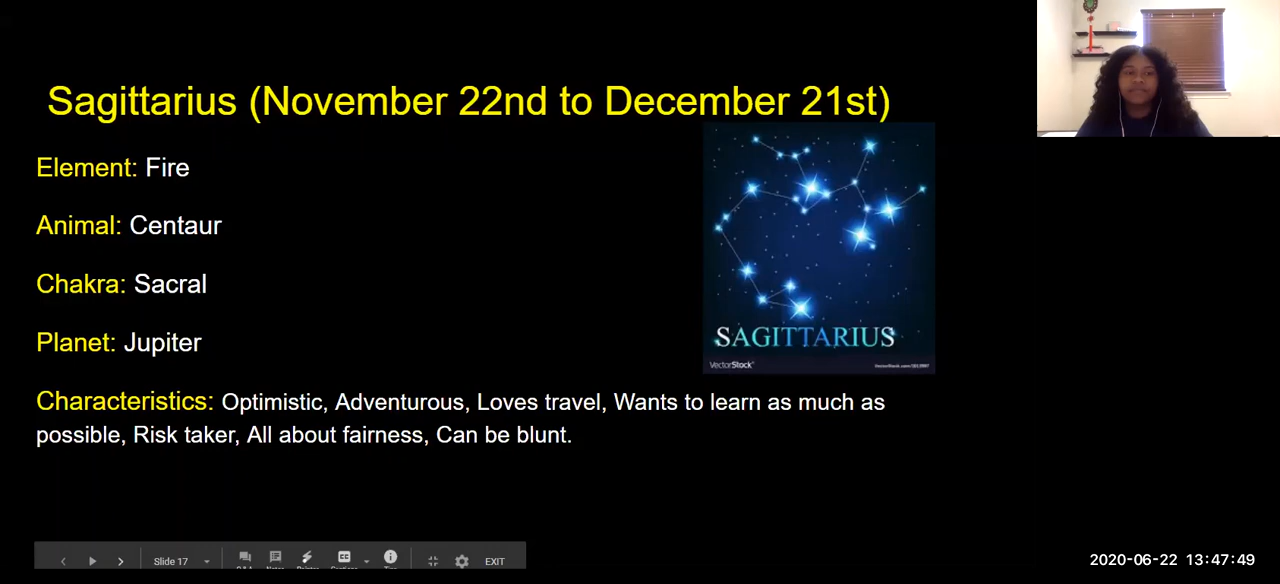 Sagittarius (November 22nd to December 21st)
Element: Fire
Animal: Centaur
Chakra: Sacral
Planet: Jupiter
Characteristics: Optimistic, Adventurous, Loves travel, Wants to learn as much as
possible, Risk taker, All about fairness, Can be blunt.
SAGITTARIUS
VectorStock
Slide 17
EXIT
2020-06-22 13:47:49